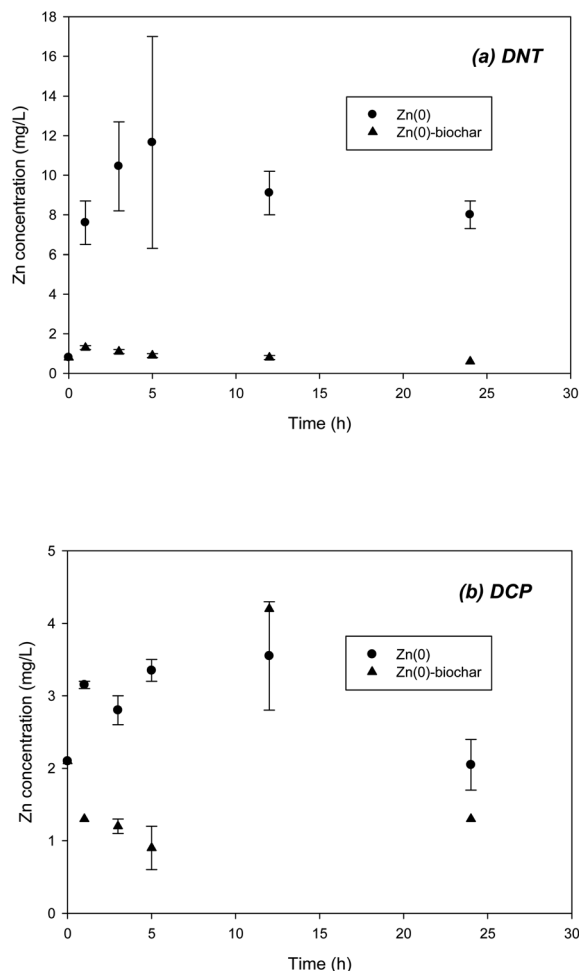 18
(a) DNT
16
14
Zn(0)
Zn(0)-biochar
12
10
8
6
4
2
0
Zn concentration (mg/L)
0 5 10 15 20 25 30
Time (h)
5
(b) DCP
4
Zn(0)
Zn(0)-biochar
3
2
1
0
Zn concentration (mg/L)
0 5 10 15 20 25 30
Time (h)